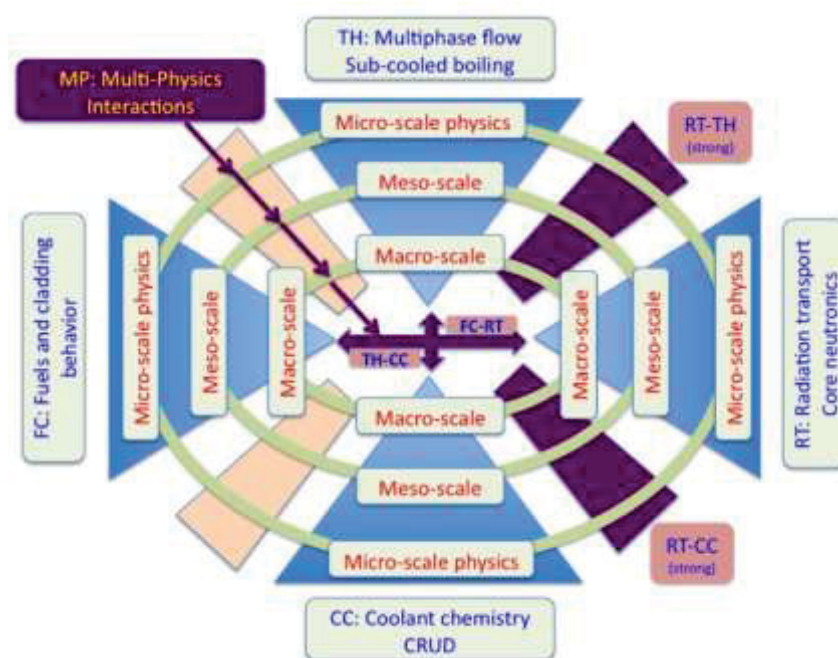 TH: Multiphase flow
Sub-cooled boiling
MP: Multi-Physics
Interactions
Micro-scale physics
RT-TH
(strong)
Meso-scale
Macro-scale
FC: Fuels and cladding
behavior
Micro-scale physics
Meso-scale
Macro-scale
FC-RT
TH-CC
Macro-scale
Meso-scale
Micro-scale physics
RT: Radiation transport
Core neutronics
Macro-scale
Meso-scale
Micro-scale physics
RT-CC
(strong)
CC: Coolant chemistry
CRUD